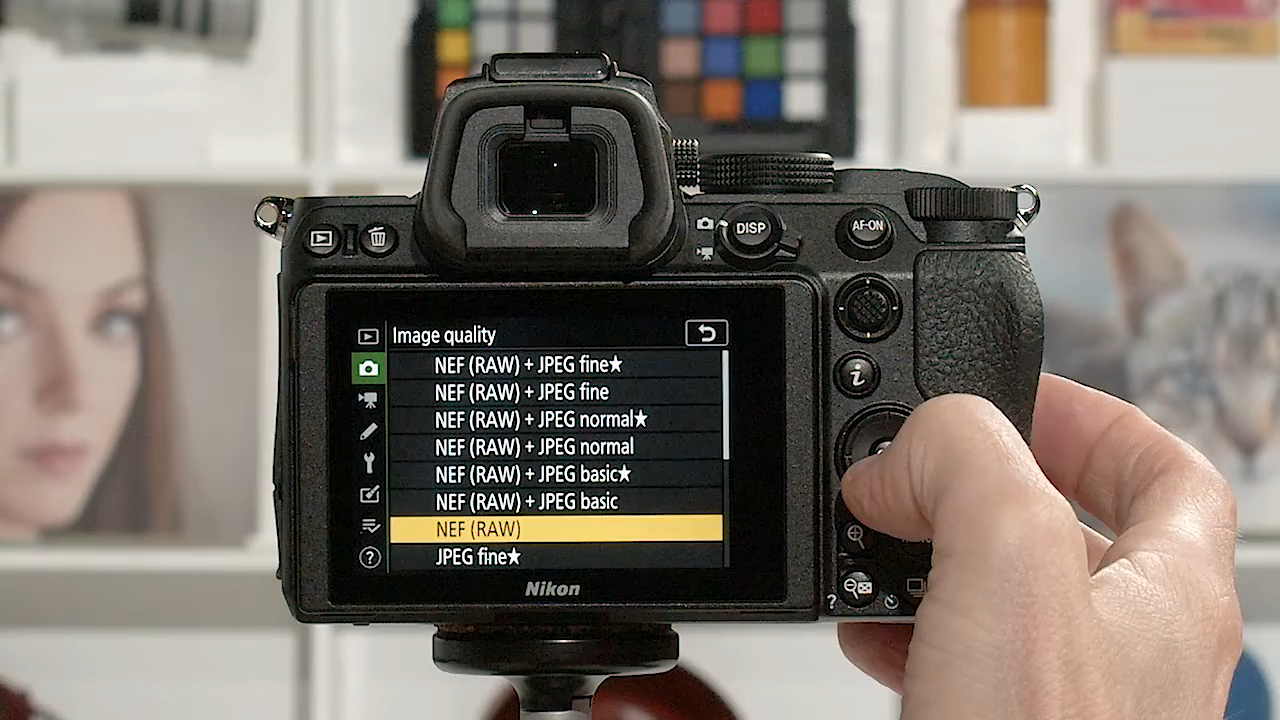 DISP
AF-ON
Image quality
NEF (RAW) + JPEG fine★
NEF (RAW) + JPEG fine
NEF (RAW) + JPEG normal★
NEF (RAW) + JPEG normal
NEF (RAW) + JPEG basic★
NEF (RAW) + JPEG basic
NEF (RAW)
JPEG fine★
i
?
?
Nikon